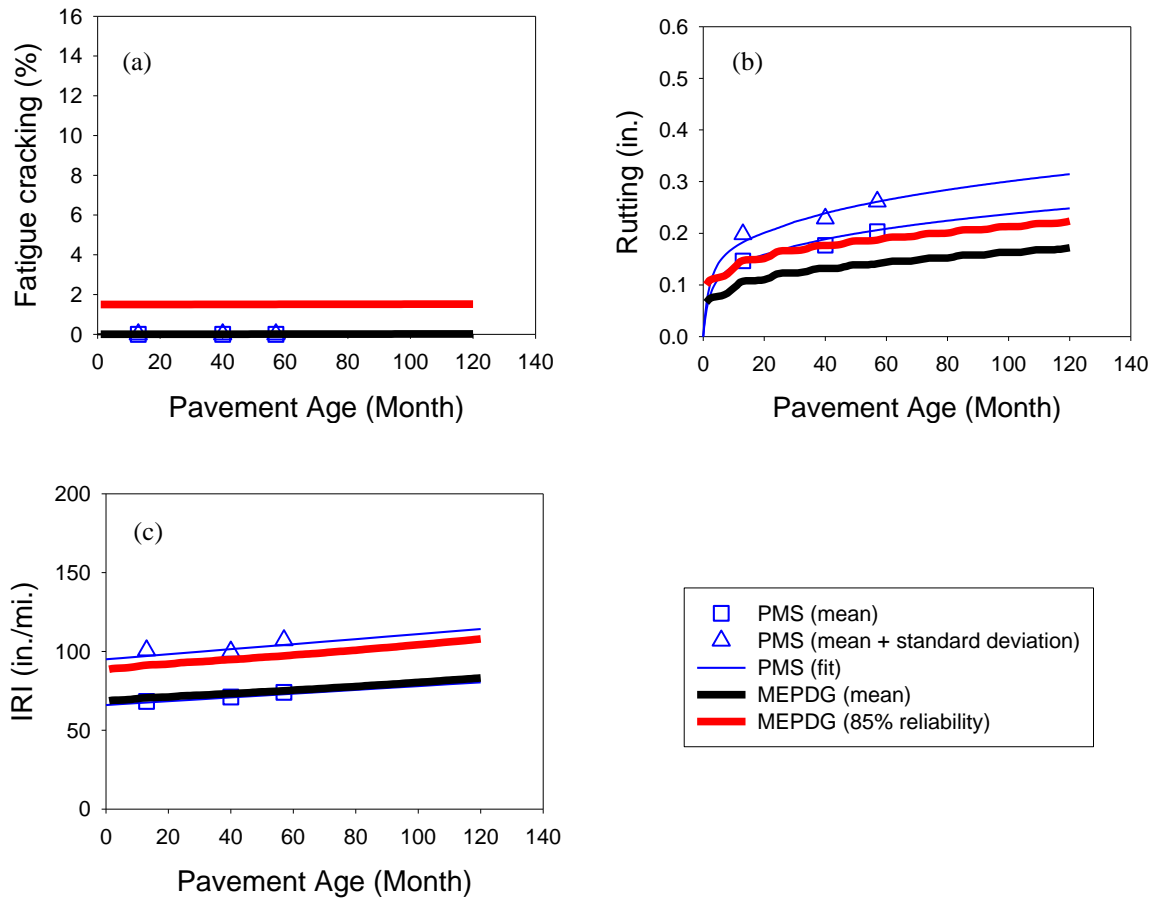 (a)
Fatigue cracking (%)
16
14
12
10
8
6
4
2
0
0 20 40 60 80 100 120 140
Pavement Age (Month)
(b)
Rutting (in.)
0.6
0.5
0.4
0.3
0.2
0.1
0.0
0 20 40 60 80 100 120 140
Pavement Age (Month)
(c)
IRI (in./mi.)
200
150
100
50
0
0 20 40 60 80 100 120 140
Pavement Age (Month)
PMS (mean)
PMS (mean + standard deviation)
PMS (fit)
MEPDG (mean)
MEPDG (85% reliability)